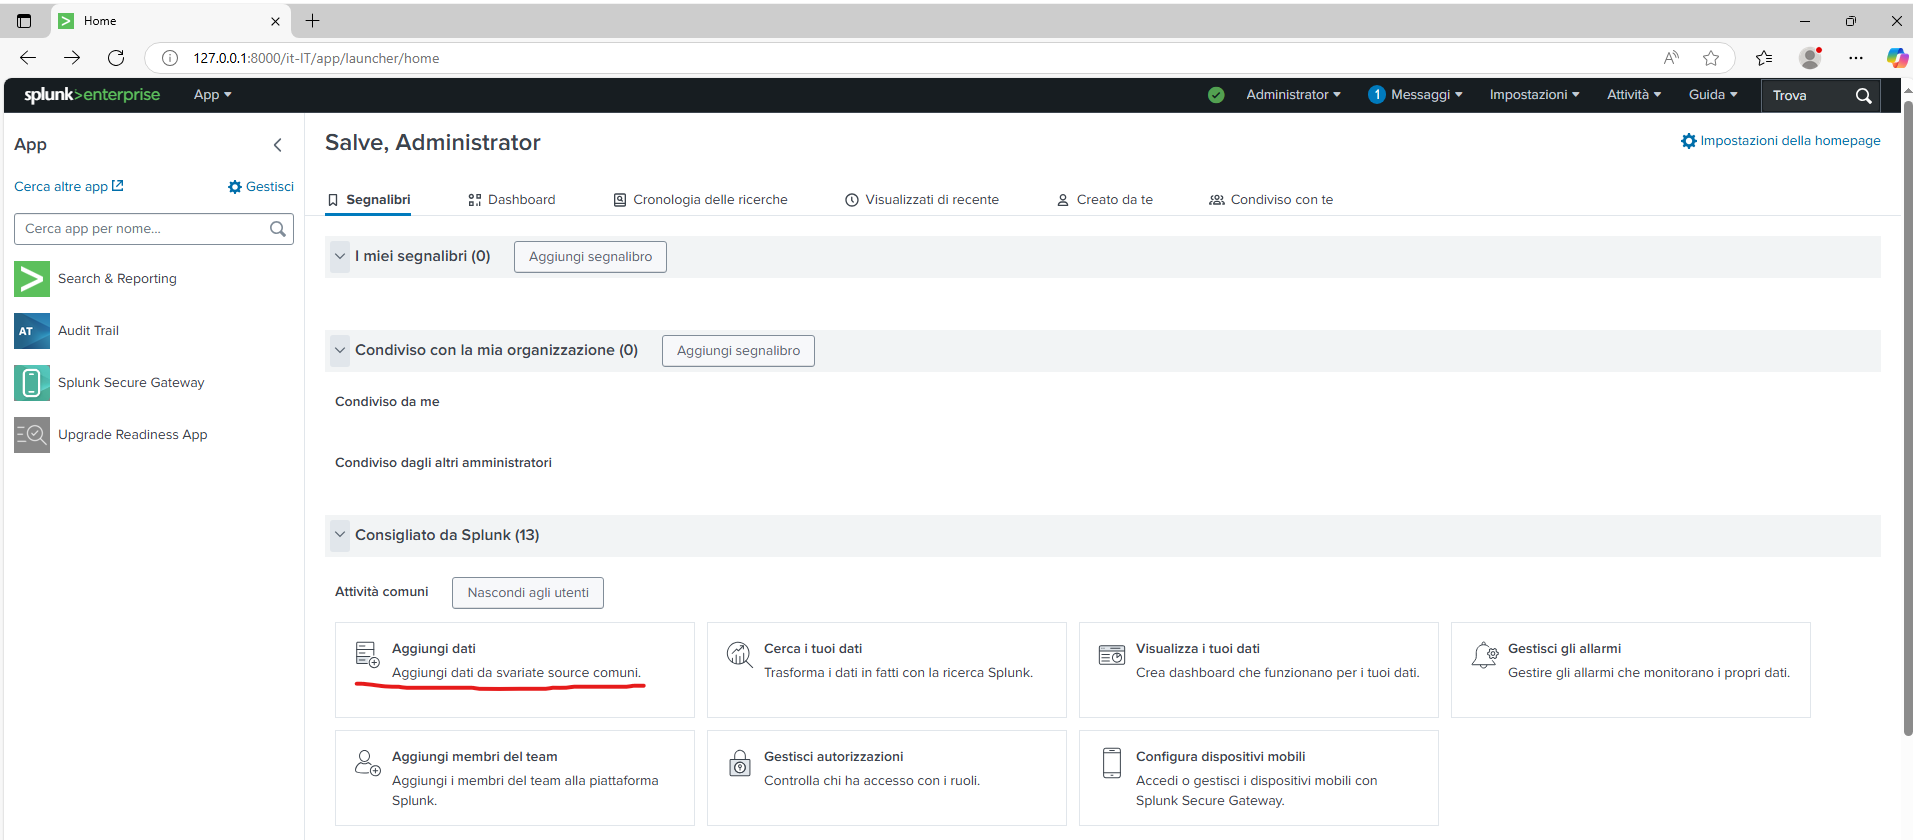 Home
127.0.0.1:8000/it-IT/app/launcher/home
splunk>enterprise App Administrator 1 Messaggi Impostazioni Attività Guida Trova
App
Cerca altre app Gestisci
Cerca app per nome...
Search & Reporting
AT Audit Trail
Splunk Secure Gateway
Upgrade Readiness App
Salve, Administrator
Impostazioni della homepage
Segnalibri Dashboard Cronologia delle ricerche Visualizzati di recente Creato da te Condiviso con te
I miei segnalibri (0) Aggiungi segnalibro
Condiviso con la mia organizzazione (0) Aggiungi segnalibro
Condiviso da me
Condiviso dagli altri amministratori
Consigliato da Splunk (13)
Attività comuni Nascondi agli utenti
Aggiungi dati
Aggiungi dati da svariate source comuni.
Cerca i tuoi dati
Trasforma i dati in fatti con la ricerca Splunk.
Visualizza i tuoi dati
Crea dashboard che funzionano per i tuoi dati.
Gestisci gli allarmi
Gestire gli allarmi che monitorano i propri dati.
Aggiungi membri del team
Aggiungi i membri del team alla piattaforma
Splunk.
Gestisci autorizzazioni
Controlla chi ha accesso con i ruoli.
Configura dispositivi mobili
Accedi o gestisci i dispositivi mobili con
Splunk Secure Gateway.